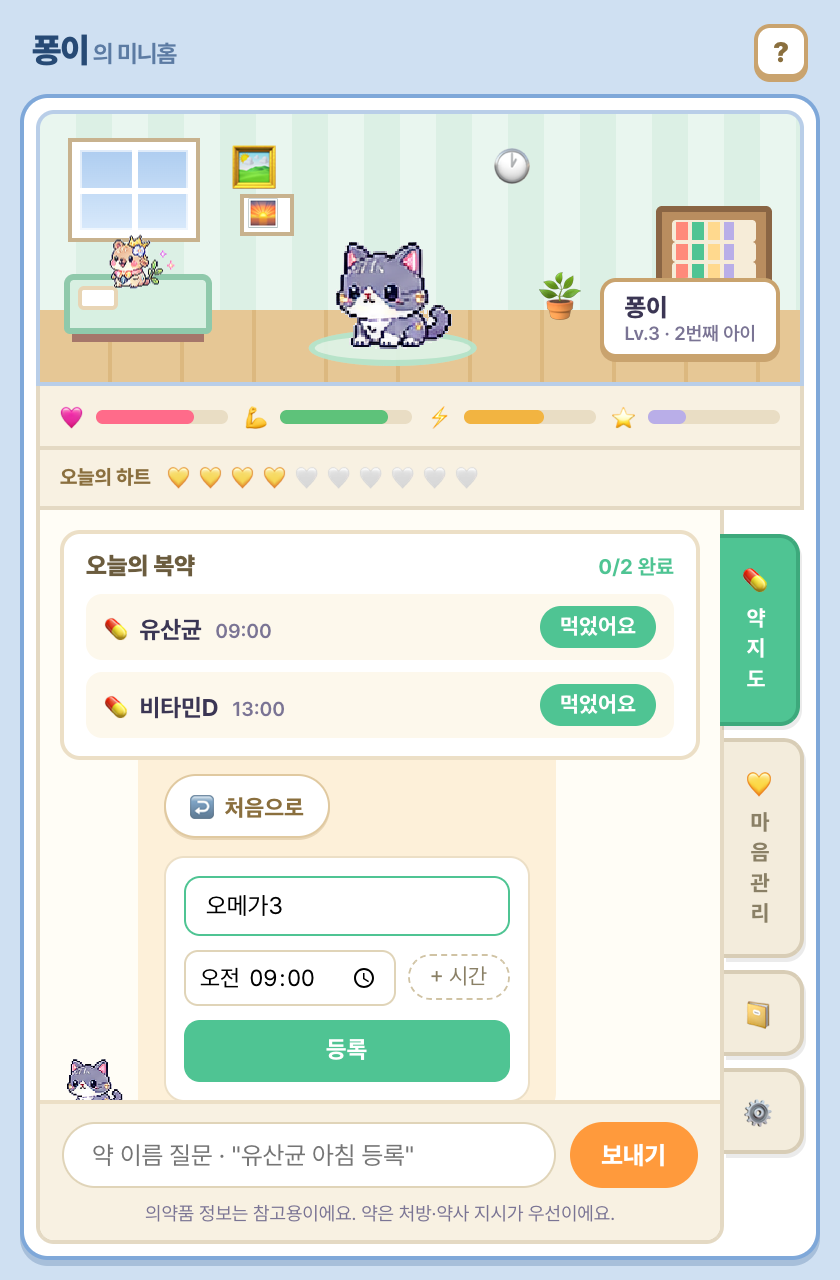 퐁이 의 미니홈
?
퐁이
Lv.3 · 2번째 아이
오늘의 하트
오늘의 복약
0/2 완료
유산균 09:00
먹었어요
비타민D 13:00
먹었어요
처음으로
오메가3
오전 09:00
+ 시간
등록
약 이름 질문 · "유산균 아침 등록"
보내기
의약품 정보는 참고용이에요. 약은 처방·약사 지시가 우선이에요.
약
지
도
마
음
관
리